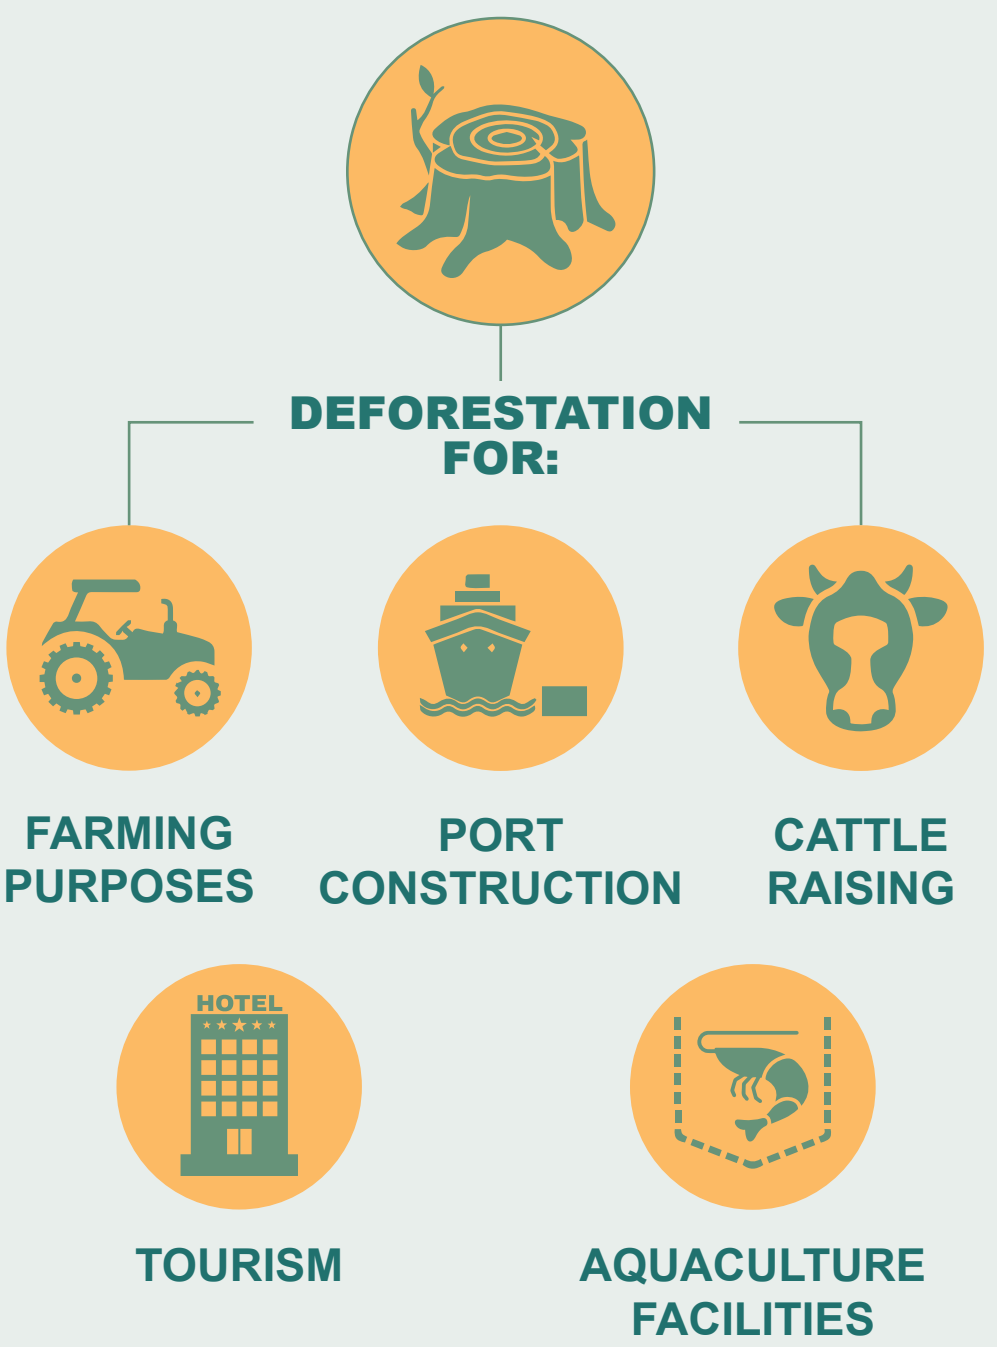 DEFORESTATION
FOR:
FARMING
PURPOSES
PORT
CONSTRUCTION
CATTLE
RAISING
HOTEL
TOURISM
AQUACULTURE
FACILITIES